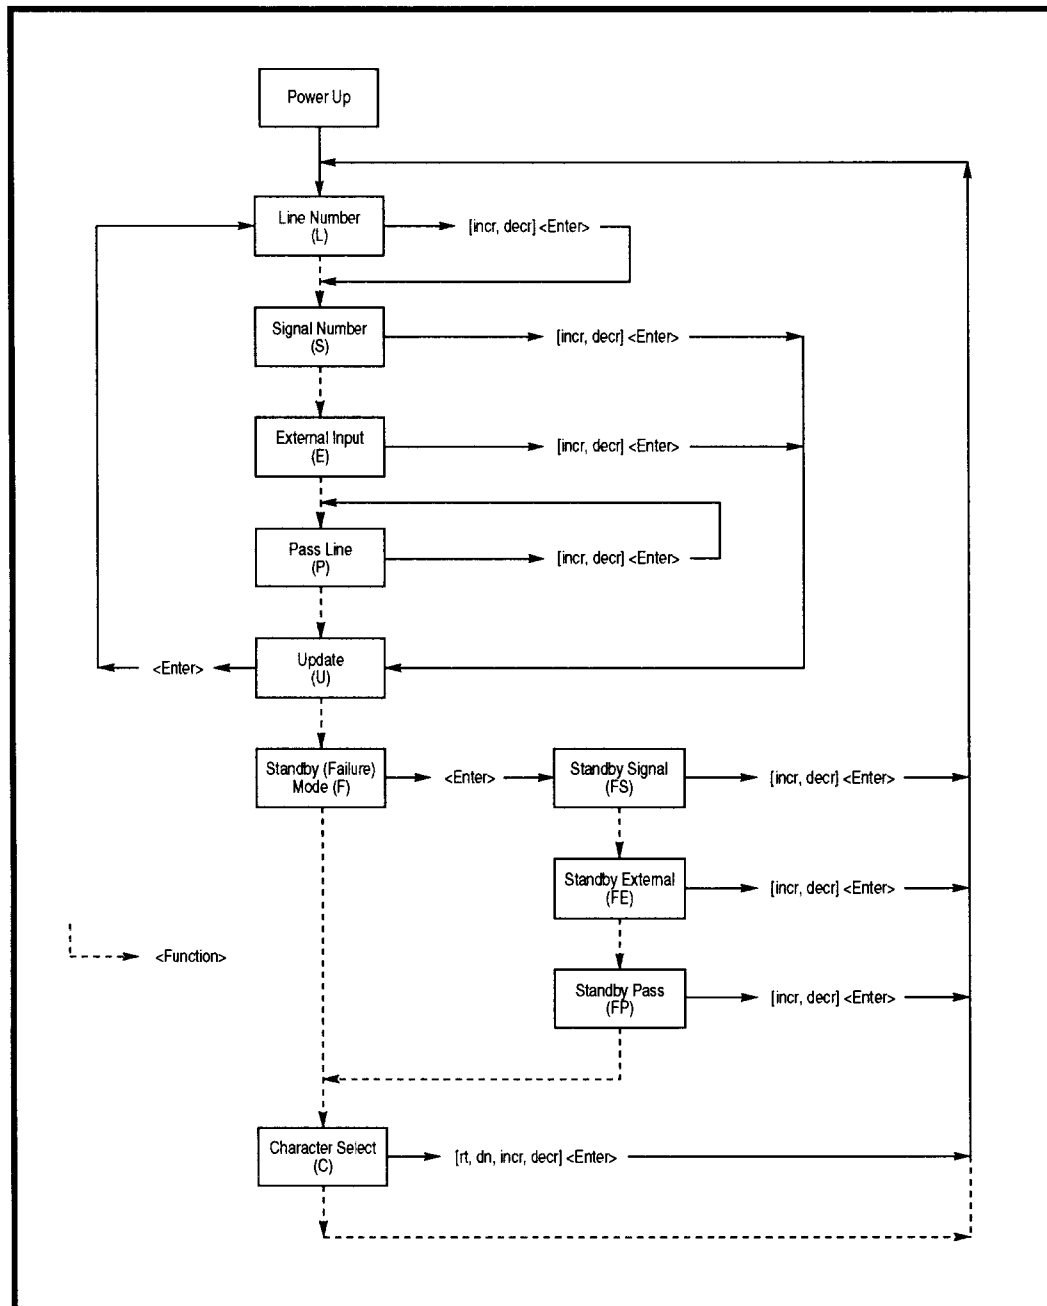 Power Up
Line Number
(L)
[incr, decr] <Enter>
Signal Number
(S)
[incr, decr] <Enter>
External Input
(E)
[incr, decr] <Enter>
Pass Line
(P)
[incr, decr] <Enter>
<Enter>
Update
(U)
Standby (Failure)
Mode (F)
<Enter>
Standby Signal
(FS)
[incr, decr] <Enter>
Standby External
(FE)
[incr, decr] <Enter>
<Function>
Standby Pass
(FP)
[incr, decr] <Enter>
Character Select
(C)
[rt, dn, incr, decr] <Enter>